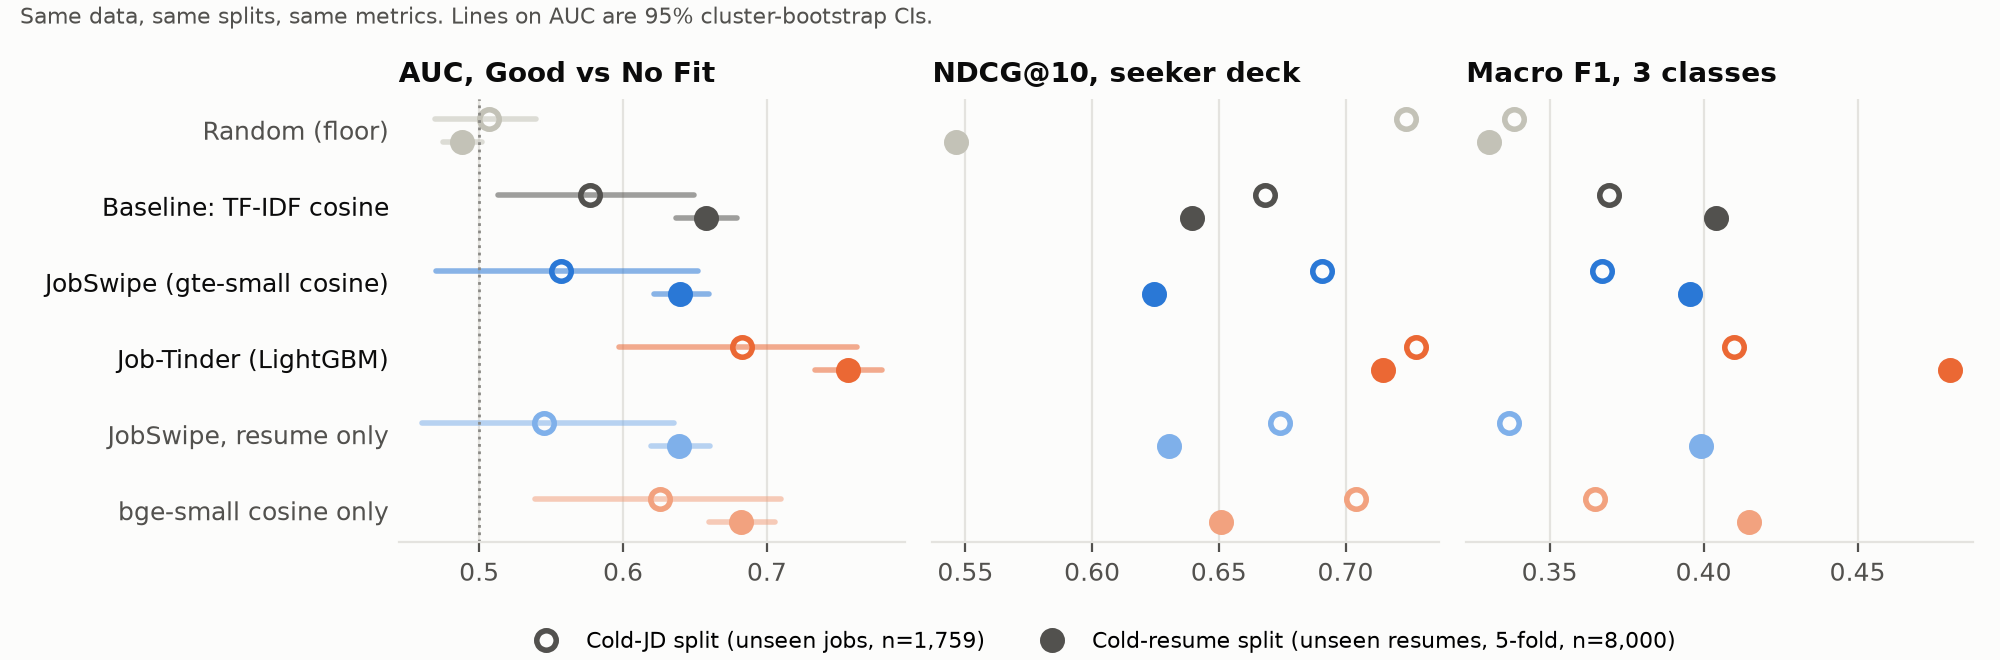 Same data, same splits, same metrics. Lines on AUC are 95% cluster-bootstrap CIs.
AUC, Good vs No Fit
NDCG@10, seeker deck
Macro F1, 3 classes
Random (floor)
Baseline: TF-IDF cosine
JobSwipe (gte-small cosine)
Job-Tinder (LightGBM)
JobSwipe, resume only
bge-small cosine only
0.5 0.6 0.7
0.55 0.60 0.65 0.70
0.35 0.40 0.45
Cold-JD split (unseen jobs, n=1,759)
Cold-resume split (unseen resumes, 5-fold, n=8,000)